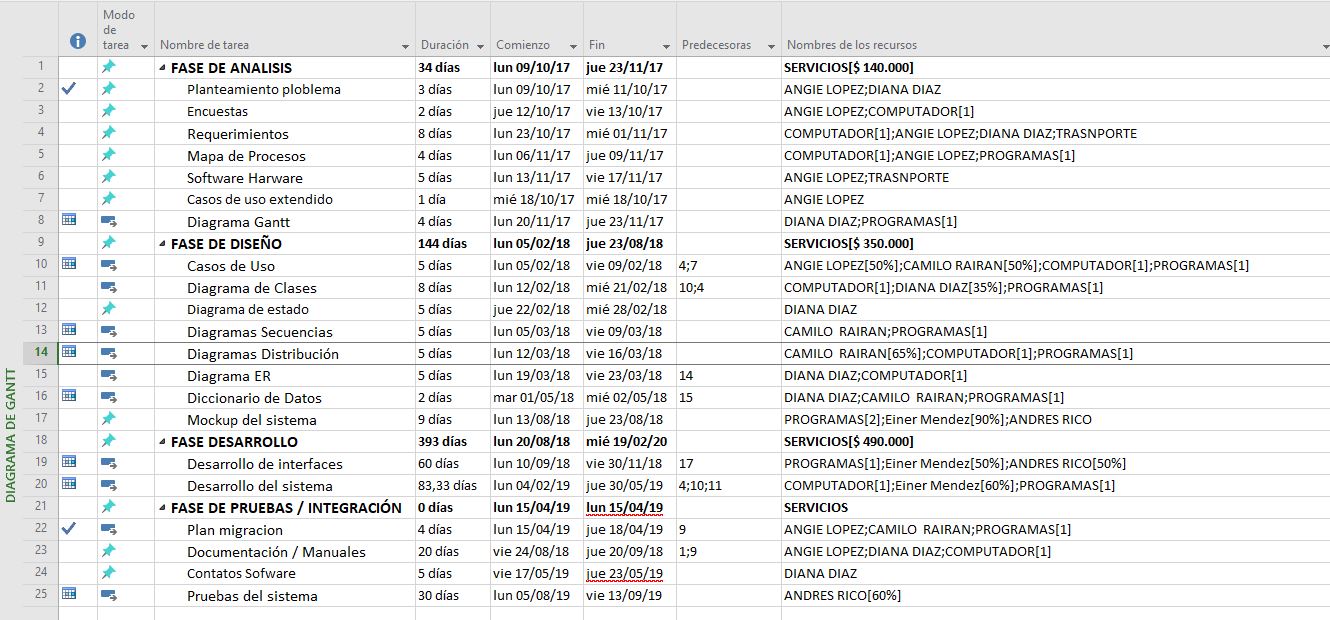 Modo de tarea Nombre de tarea Duración Comienzo Fin Predecesoras Nombres de los recursos
1 FASE DE ANALISIS 34 días lun 09/10/17 jue 23/11/17 SERVICIOS[$ 140.000]
2 Planteamiento ploblema 3 días lun 09/10/17 mié 11/10/17 ANGIE LOPEZ;DIANA DIAZ
3 Encuestas 2 días jue 12/10/17 vie 13/10/17 ANGIE LOPEZ;COMPUTADOR[1]
4 Requerimientos 8 días lun 23/10/17 mié 01/11/17 COMPUTADOR[1];ANGIE LOPEZ;DIANA DIAZ;TRASNPORTE
5 Mapa de Procesos 4 días lun 06/11/17 jue 09/11/17 COMPUTADOR[1];ANGIE LOPEZ;PROGRAMAS[1]
6 Software Harware 5 días lun 13/11/17 vie 17/11/17 ANGIE LOPEZ;TRASNPORTE
7 Casos de uso extendido 1 día mié 18/10/17 mié 18/10/17 ANGIE LOPEZ
8 Diagrama Gantt 4 días lun 20/11/17 jue 23/11/17 DIANA DIAZ;PROGRAMAS[1]
9 FASE DE DISEÑO 144 días lun 05/02/18 jue 23/08/18 SERVICIOS[$ 350.000]
10 Casos de Uso 5 días lun 05/02/18 vie 09/02/18 4;7 ANGIE LOPEZ[50%];CAMILO RAIRAN[50%];COMPUTADOR[1];PROGRAMAS[1]
11 Diagrama de Clases 8 días lun 12/02/18 mié 21/02/18 10;4 COMPUTADOR[1];DIANA DIAZ[35%];PROGRAMAS[1]
12 Diagrama de estado 5 días jue 22/02/18 mié 28/02/18 DIANA DIAZ
13 Diagramas Secuencias 5 días lun 05/03/18 vie 09/03/18 CAMILO RAIRAN;PROGRAMAS[1]
14 Diagramas Distribución 5 días lun 12/03/18 vie 16/03/18 CAMILO RAIRAN[65%];COMPUTADOR[1];PROGRAMAS[1]
15 Diagrama ER 5 días lun 19/03/18 vie 23/03/18 14 DIANA DIAZ;COMPUTADOR[1]
16 Diccionario de Datos 2 días mar 01/05/18 mié 02/05/18 15 DIANA DIAZ;CAMILO RAIRAN;PROGRAMAS[1]
17 Mockup del sistema 9 días lun 13/08/18 jue 23/08/18 PROGRAMAS[2];Einer Mendez[90%];ANDRES RICO
18 FASE DESARROLLO 393 días lun 20/08/18 mié 19/02/20 SERVICIOS[$ 490.000]
19 Desarrollo de interfaces 60 días lun 10/09/18 vie 30/11/18 17 PROGRAMAS[1];Einer Mendez[50%];ANDRES RICO[50%]
20 Desarrollo del sistema 83,33 días lun 04/02/19 jue 30/05/19 4;10;11 COMPUTADOR[1];Einer Mendez[60%];PROGRAMAS[1]
21 FASE DE PRUEBAS / INTEGRACIÓN 0 días lun 15/04/19 lun 15/04/19 SERVICIOS
22 Plan migracion 4 días lun 15/04/19 jue 18/04/19 9 ANGIE LOPEZ;CAMILO RAIRAN;PROGRAMAS[1]
23 Documentación / Manuales 20 días vie 24/08/18 jue 20/09/18 1;9 ANGIE LOPEZ;DIANA DIAZ;COMPUTADOR[1]
24 Contatos Sofware 5 días vie 17/05/19 jue 23/05/19 DIANA DIAZ
25 Pruebas del sistema 30 días lun 05/08/19 vie 13/09/19 ANDRES RICO[60%]
DIAGRAMA DE GANTT